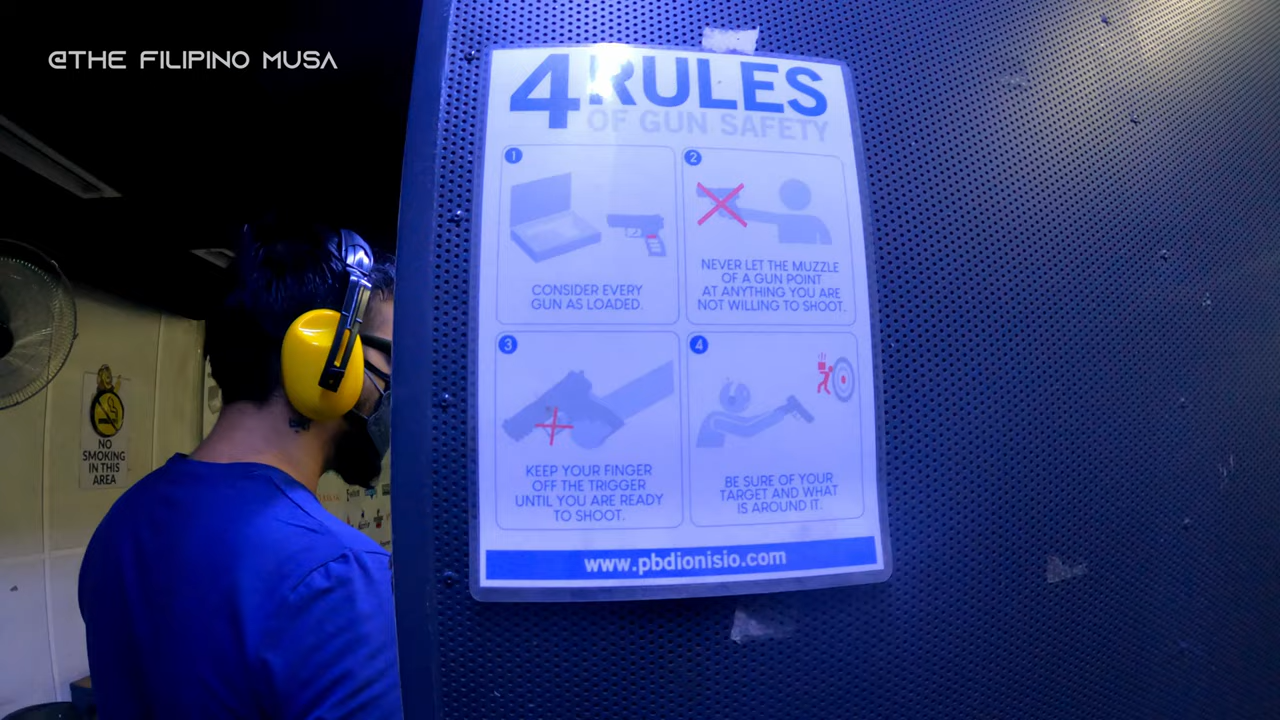 @THE FILIPINO MUSA
4 RULES
OF GUN SAFETY
1
CONSIDER EVERY
GUN AS LOADED.
2
NEVER LET THE MUZZLE
OF A GUN POINT
AT ANYTHING YOU ARE
NOT WILLING TO SHOOT.
3
KEEP YOUR FINGER
OFF THE TRIGGER
UNTIL YOU ARE READY
TO SHOOT.
4
BE SURE OF YOUR
TARGET AND WHAT
IS AROUND IT.
www.pbdionisio.com
NO
SMOKING
IN THIS
AREA